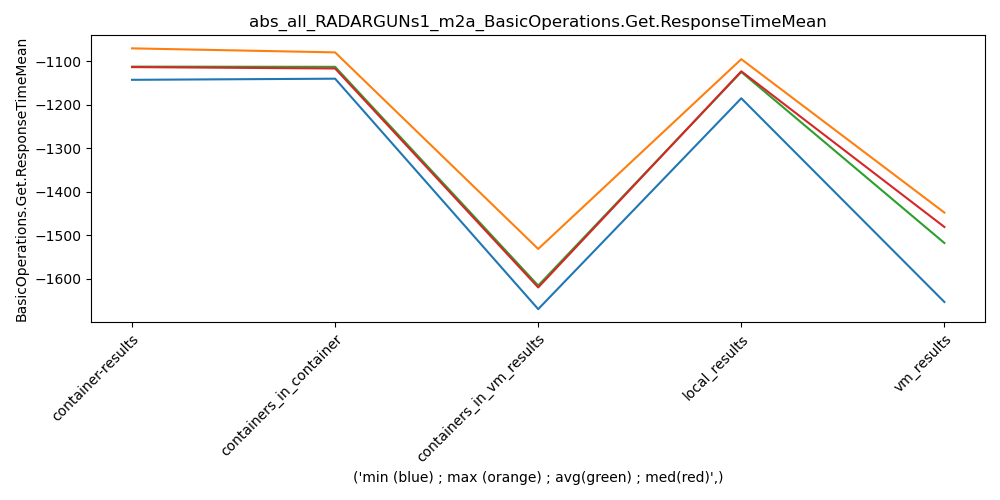 abs_all_RADARGUNs1_m2a_BasicOperations.Get.ResponseTimeMean
BasicOperations.Get.ResponseTimeMean
−1100
−1200
−1300
−1400
−1500
−1600
container-results
containers_in_container
containers_in_vm_results
local_results
vm_results
('min (blue) ; max (orange) ; avg(green) ; med(red)',)